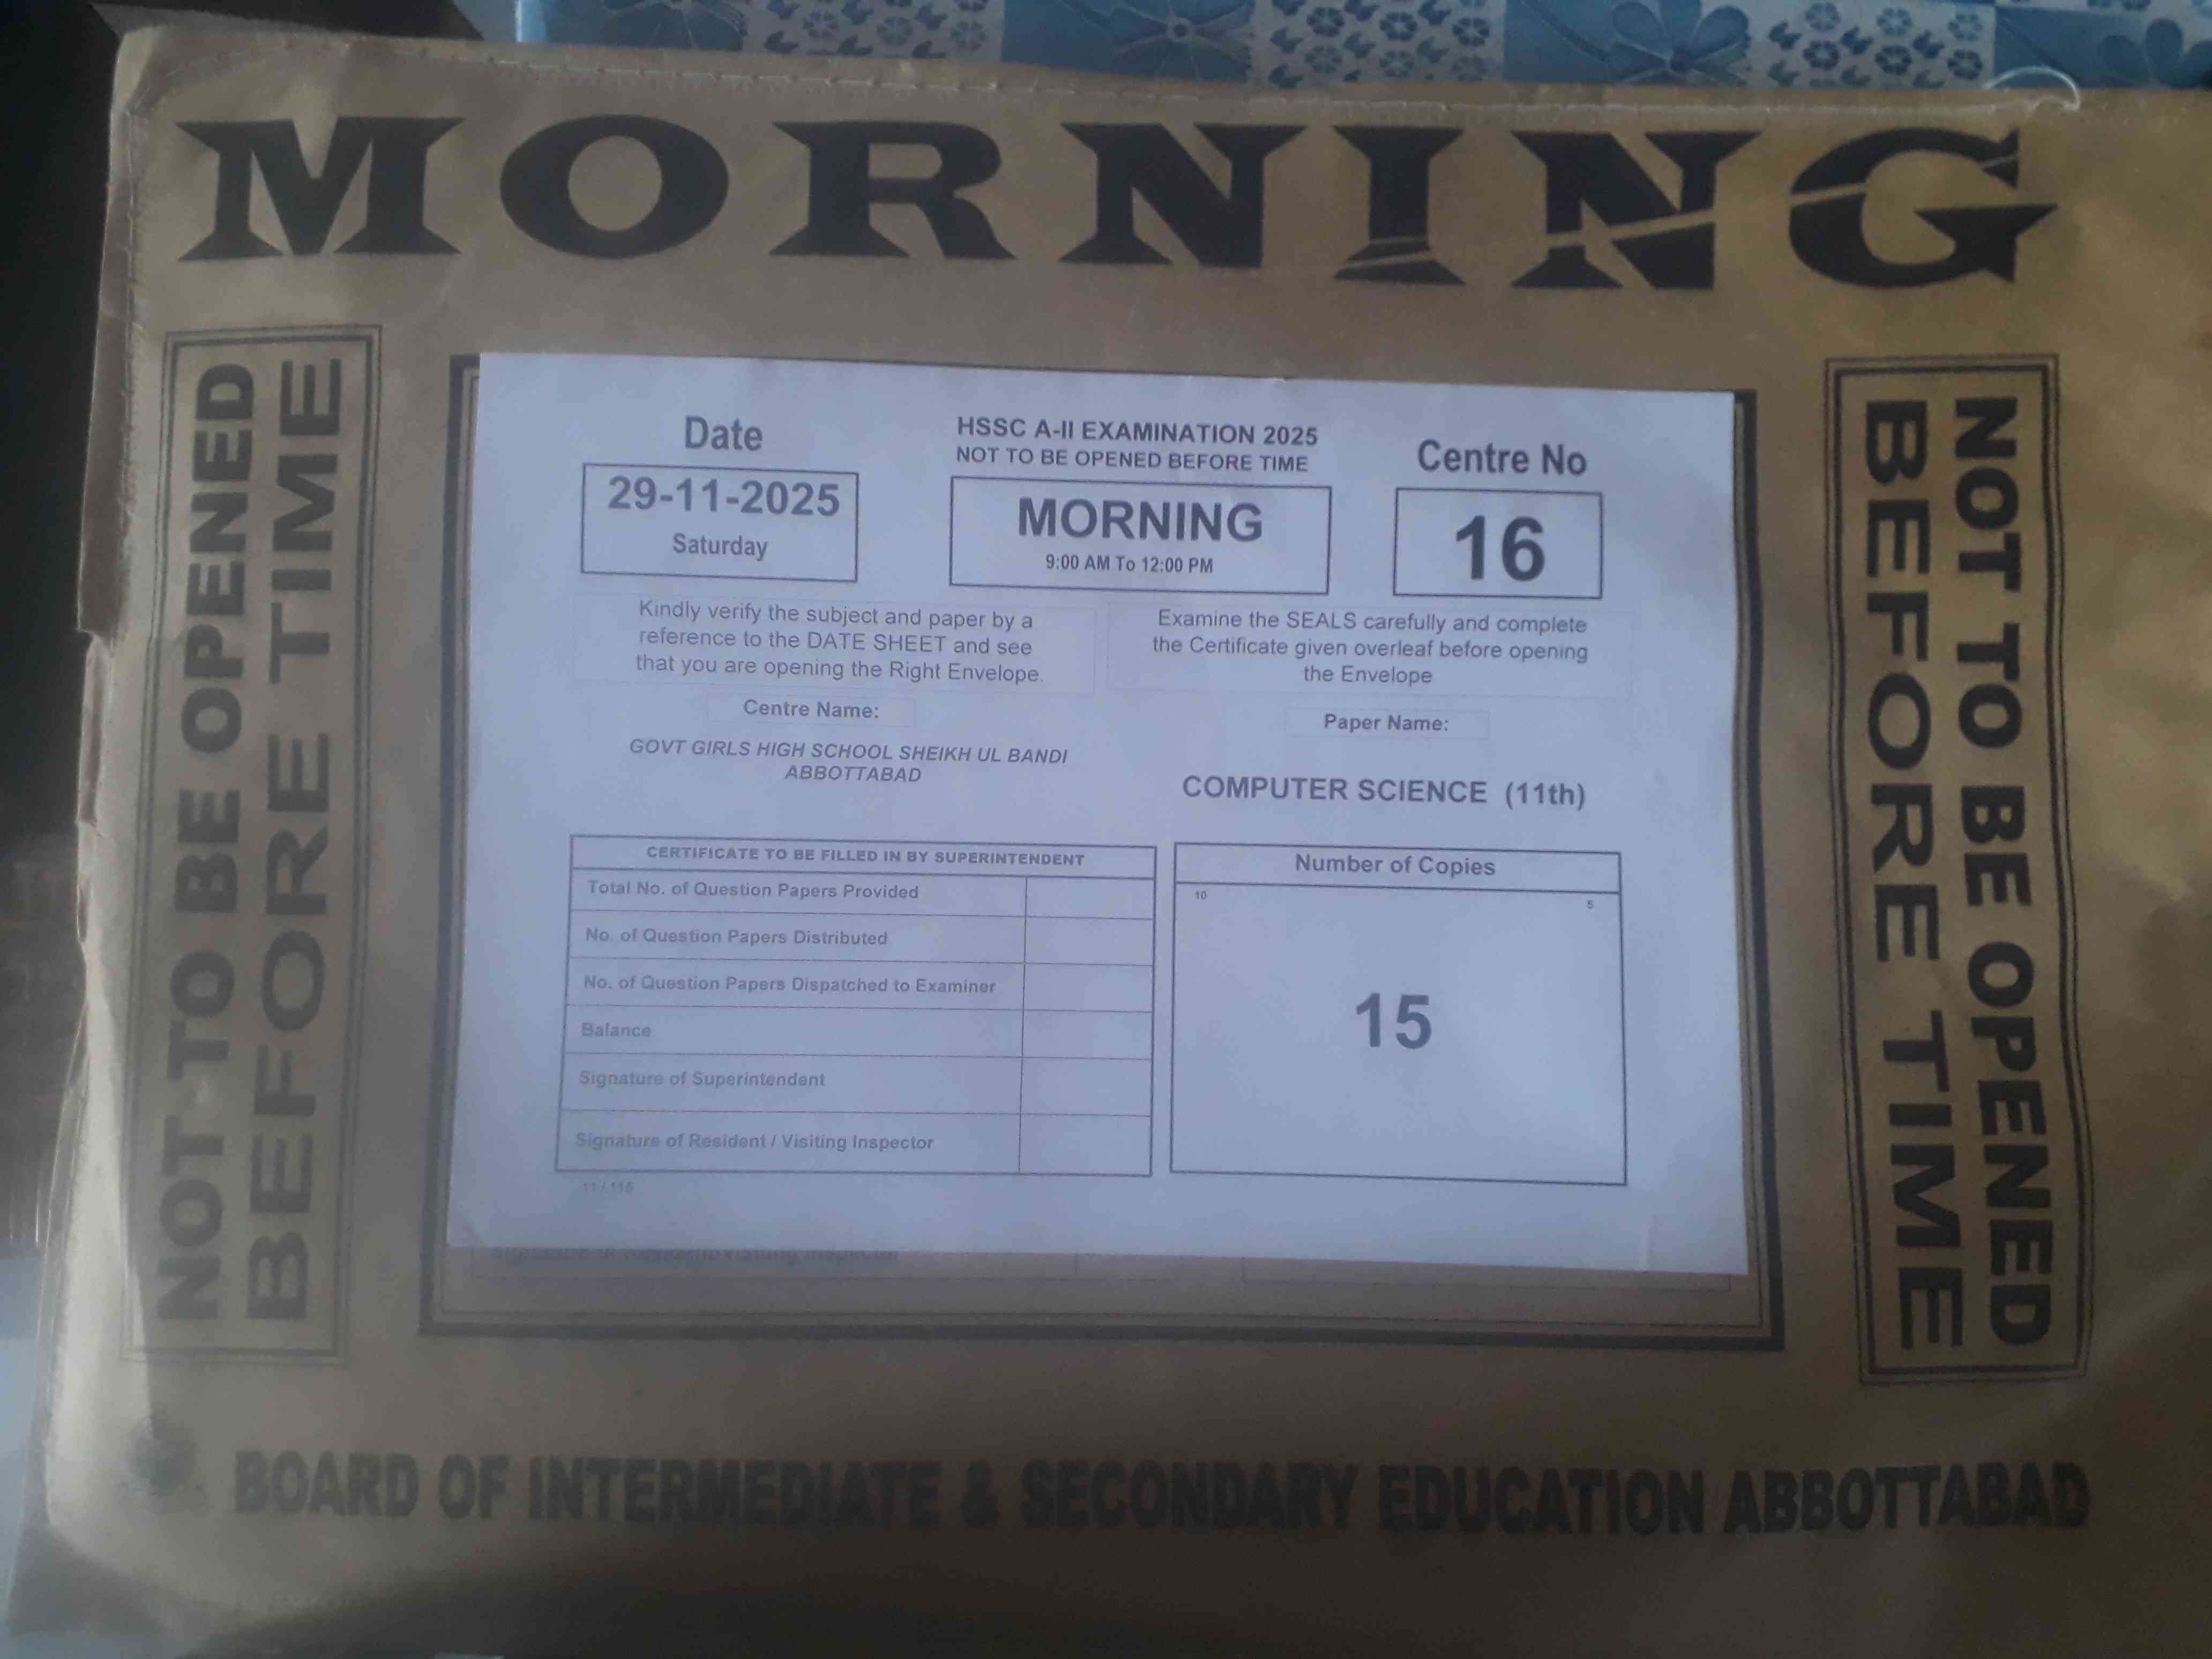 MORNING
NOT TO BE OPENED
BEFORE TIME
Date
29-11-2025
Saturday
HSSC A-II EXAMINATION 2025
NOT TO BE OPENED BEFORE TIME
MORNING
9:00 AM To 12:00 PM
Centre No
16
Kindly verify the subject and paper by a
reference to the DATE SHEET and see
that you are opening the Right Envelope.
Examine the SEALS carefully and complete
the Certificate given overleaf before opening
the Envelope
Centre Name:
GOVT GIRLS HIGH SCHOOL SHEIKH UL BANDI
ABBOTTABAD
Paper Name:
COMPUTER SCIENCE (11th)
CERTIFICATE TO BE FILLED IN BY SUPERINTENDENT
Total No. of Question Papers Provided
No. of Question Papers Distributed
No. of Question Papers Dispatched to Examiner
Balance
Signature of Superintendent
Signature of Resident / Visiting Inspector
11 / 116
Number of Copies
10
5
15
Signature of Resident/Visiting Inspector
NOT TO BE OPENED
BEFORE TIME
BOARD OF INTERMEDIATE & SECONDARY EDUCATION ABBOTTABAD